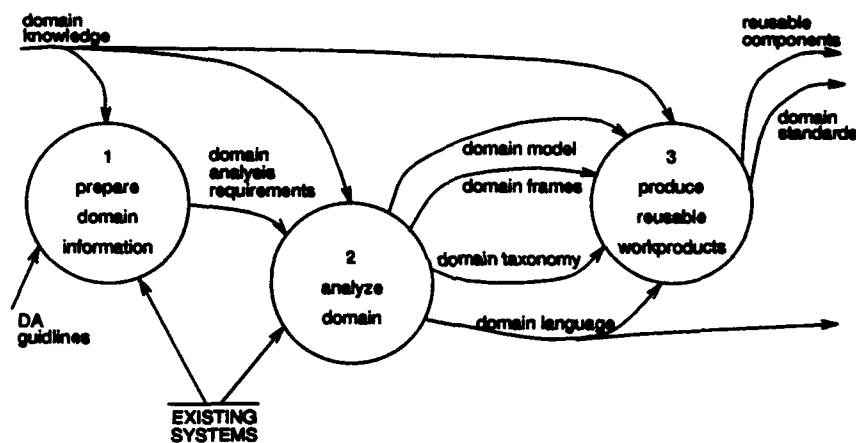 domain
knowledge
reusable
components
domain
standards
1
prepare
domain
information
domain
analysis
requirements
2
analyze
domain
domain model
domain frames
domain taxonomy
domain language
3
produce
reusable
workproducts
DA
guidlines
EXISTING
SYSTEMS